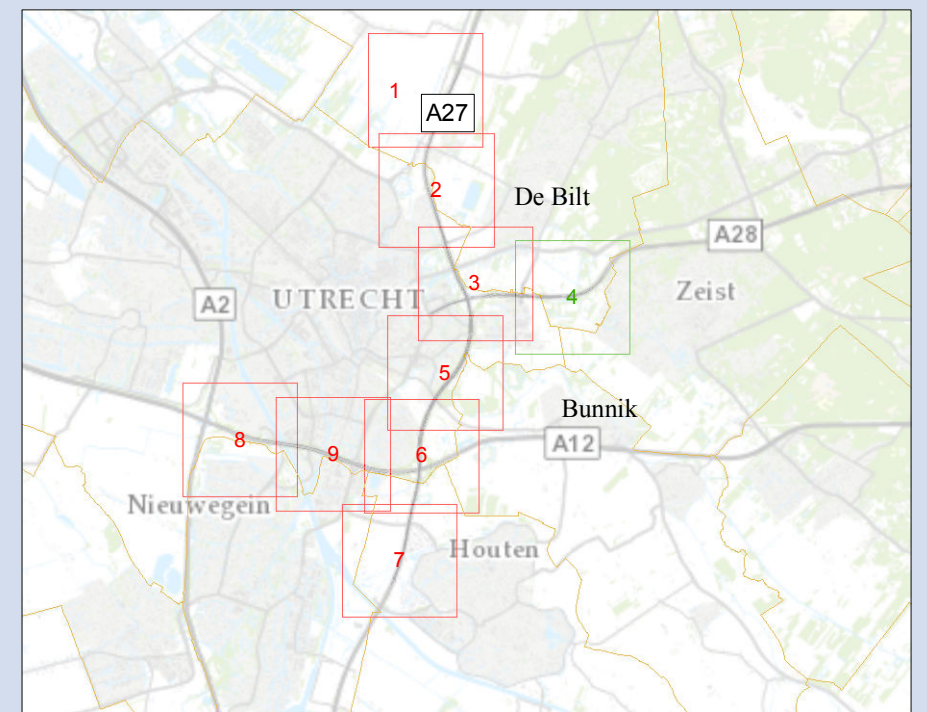 1
A27
2
De Bilt
A28
3
4
Zeist
A2
UTRECHT
5
Bunnik
8
9
6
A12
Nieuwegein
7
Houten